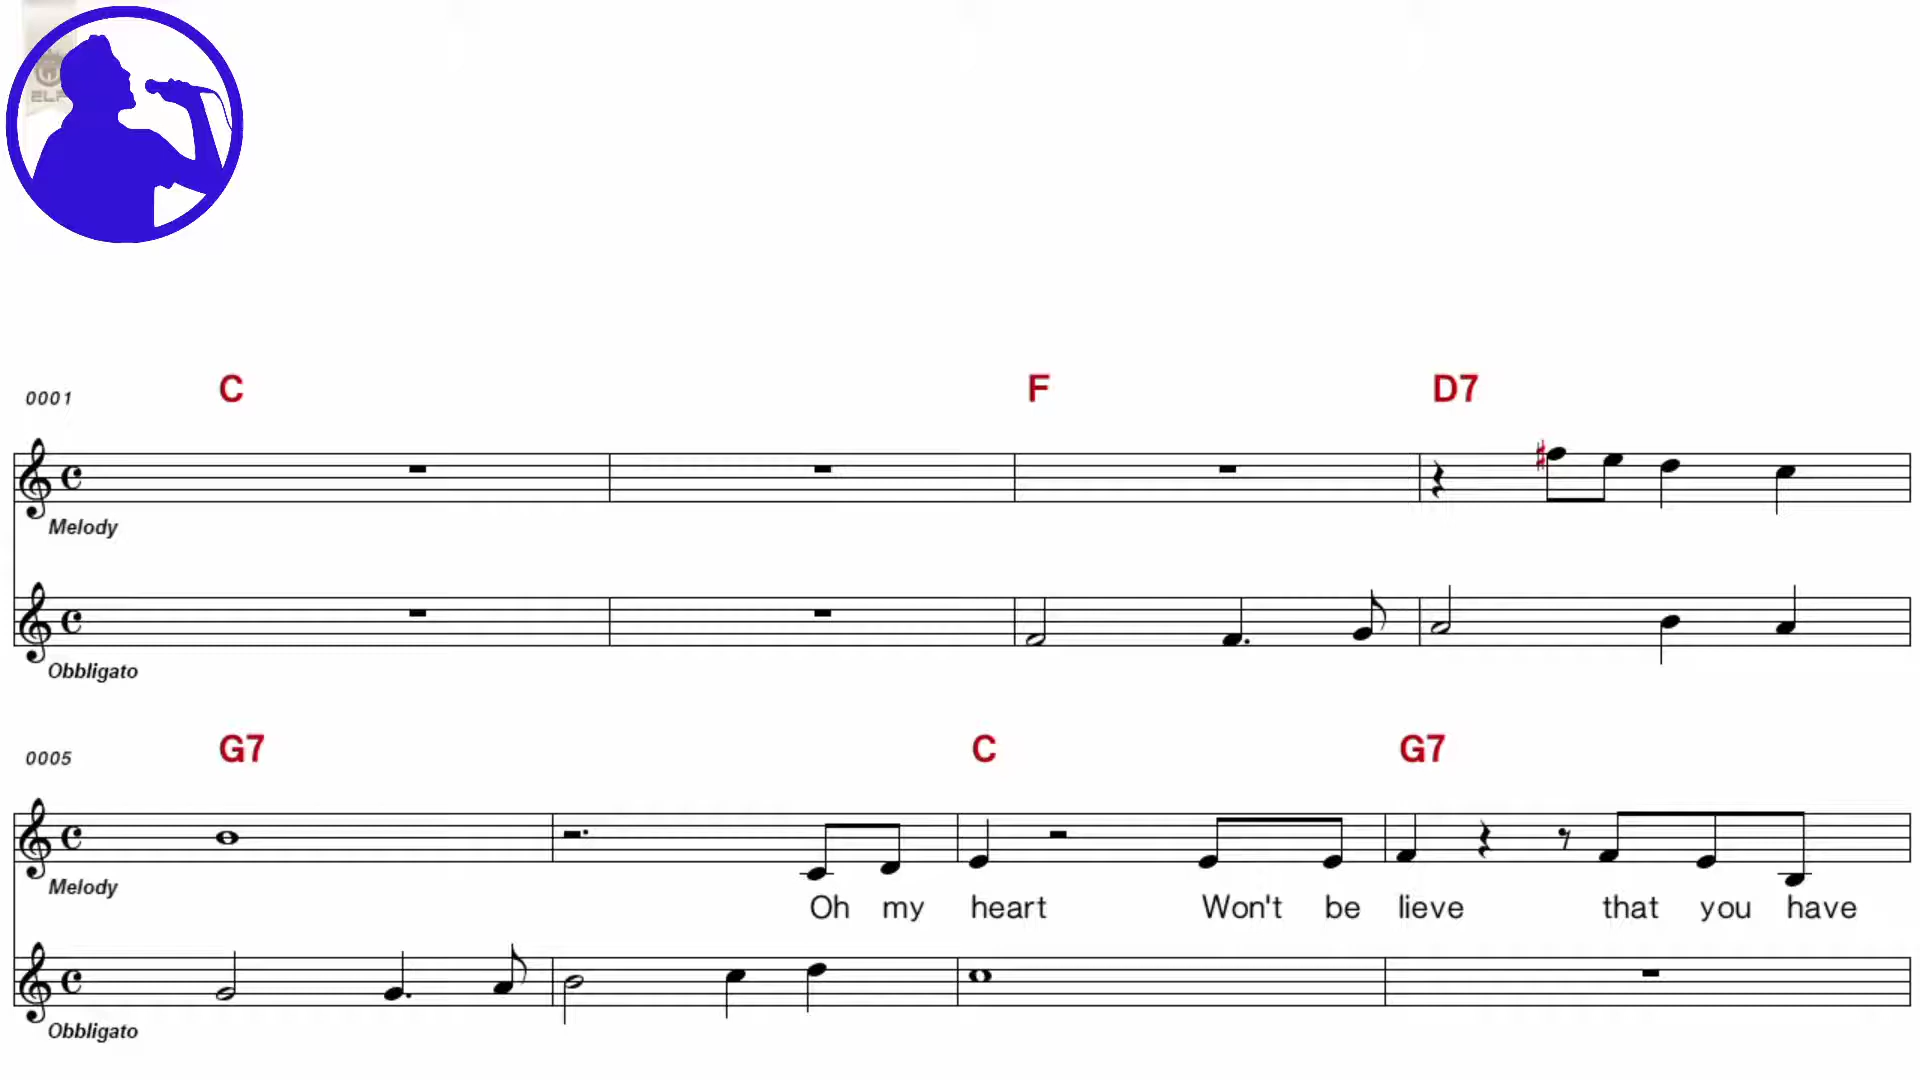 0001 C F D7
Melody
Obbligato
0005 G7 C G7
Melody
Oh my heart Won't be lieve that you have
Obbligato